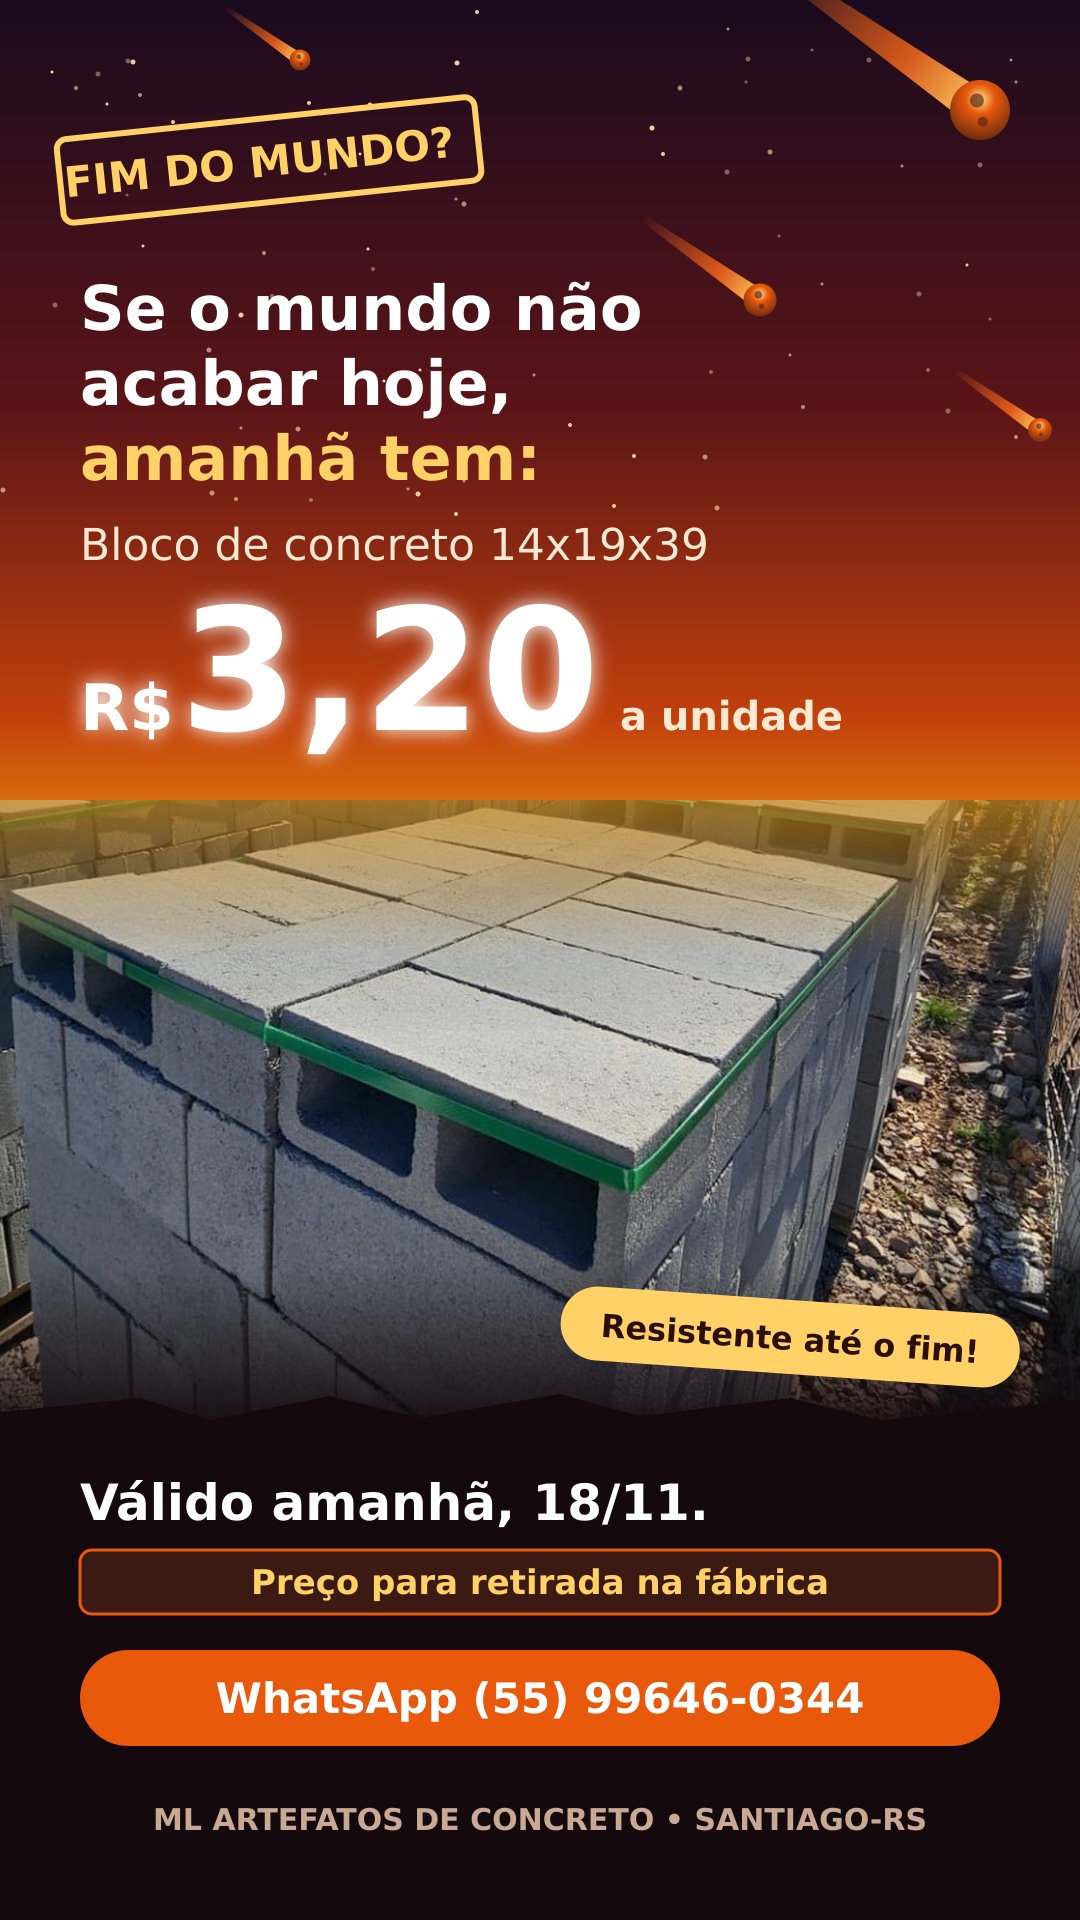 FIM DO MUNDO?
Se o mundo não
acabar hoje,
amanhã tem:
Bloco de concreto 14x19x39
R$ 3,20 a unidade
Resistente até o fim!
Válido amanhã, 18/11.
Preço para retirada na fábrica
WhatsApp (55) 99646-0344
ML ARTEFATOS DE CONCRETO • SANTIAGO-RS